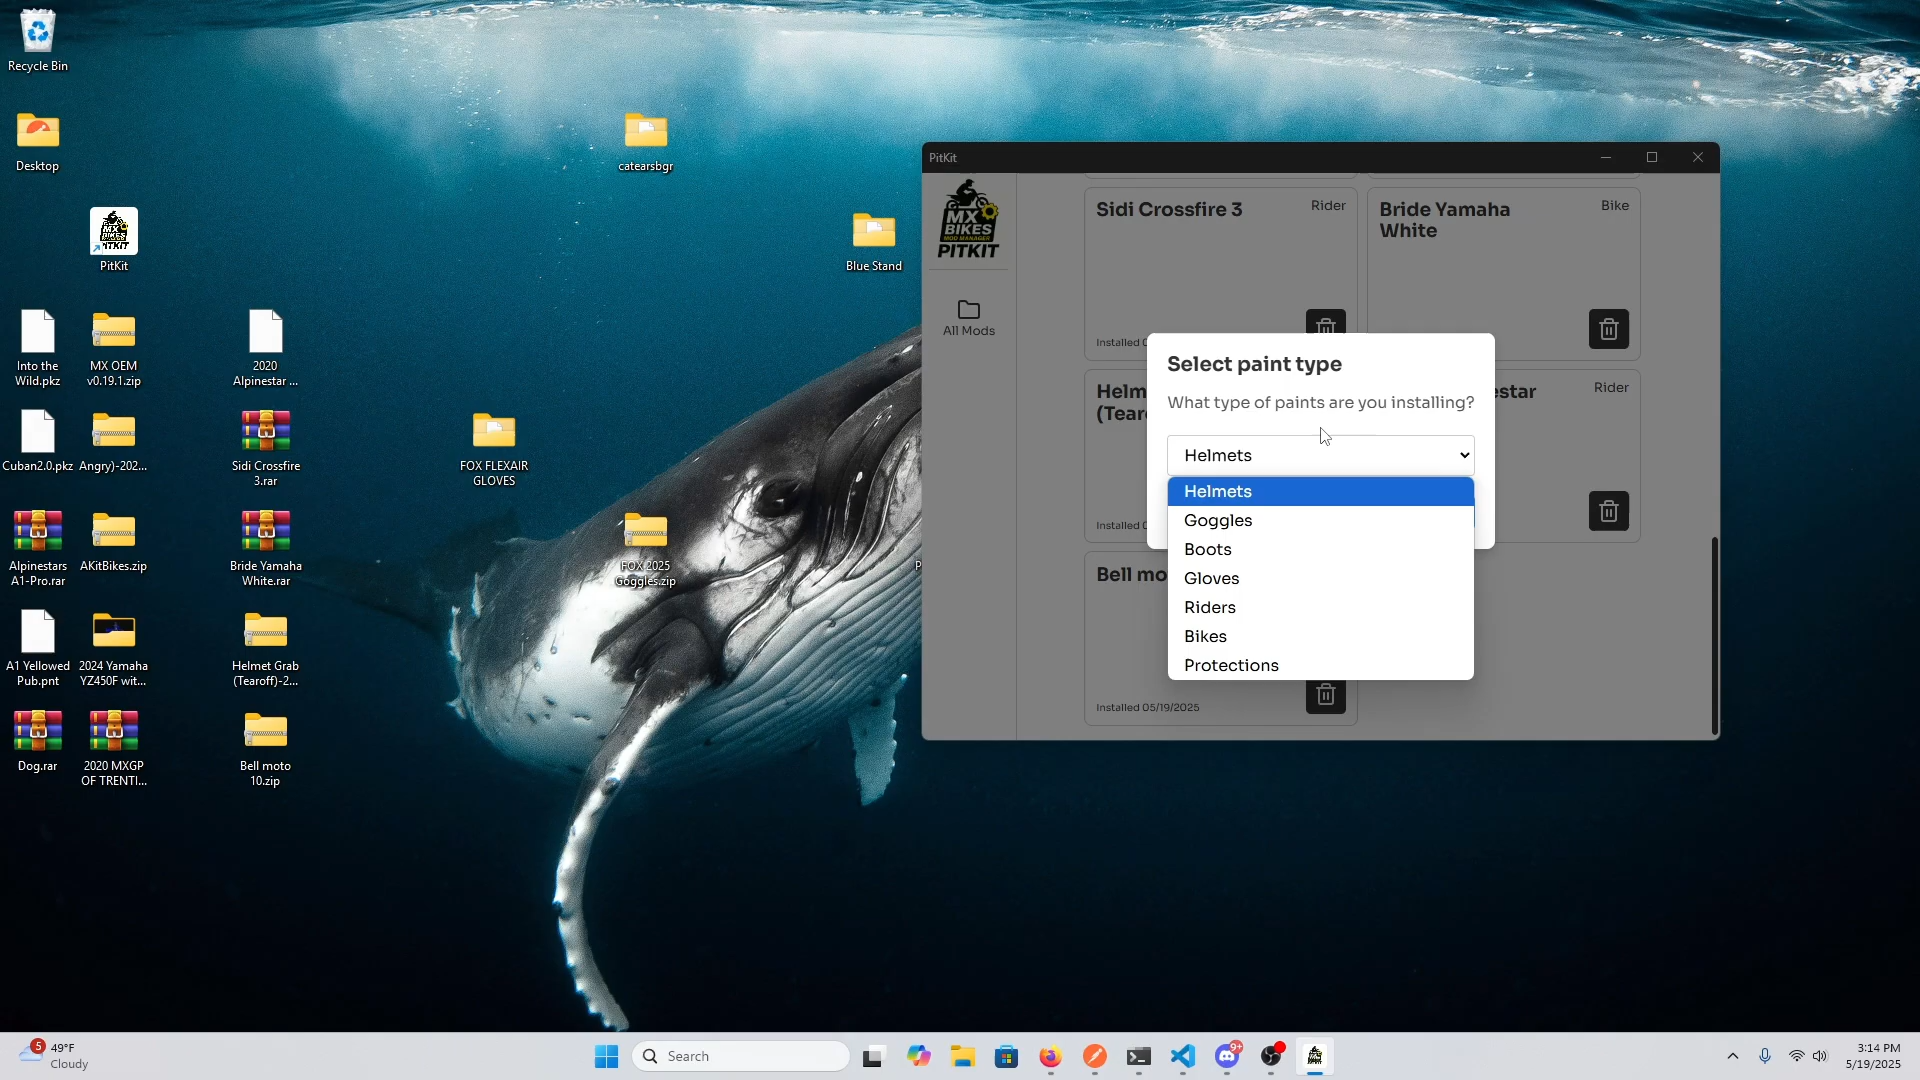 Recycle Bin
Desktop
catearsbgr
PitKit
Blue Stand
Into the
Wild.pkz
MX OEM
v0.19.1.zip
2020
Alpinestar ...
Cuban2.0.pkz
Angry)-202...
Sidi Crossfire
3.rar
FOX FLEXAIR
GLOVES
Alpinestars
A1-Pro.rar
AKitBikes.zip
Bride Yamaha
White.rar
FOX 2025
Goggles.zip
P
A1 Yellowed
Pub.pnt
2024 Yamaha
YZ450F wit...
Helmet Grab
(Tearoff)-2...
Dog.rar
2020 MXGP
OF TRENTI...
Bell moto
10.zip
PitKit
MX
BIKES
MOD MANAGER
PITKIT
All Mods
Sidi Crossfire 3
Rider
Bride Yamaha
White
Bike
Installed 0
Helm
(Tear
estar
Rider
Installed 0
Bell mo
Installed 05/19/2025
Select paint type
What type of paints are you installing?
Helmets
Helmets
Goggles
Boots
Gloves
Riders
Bikes
Protections
5
49°F
Cloudy
Search
9+
3:14 PM
5/19/2025